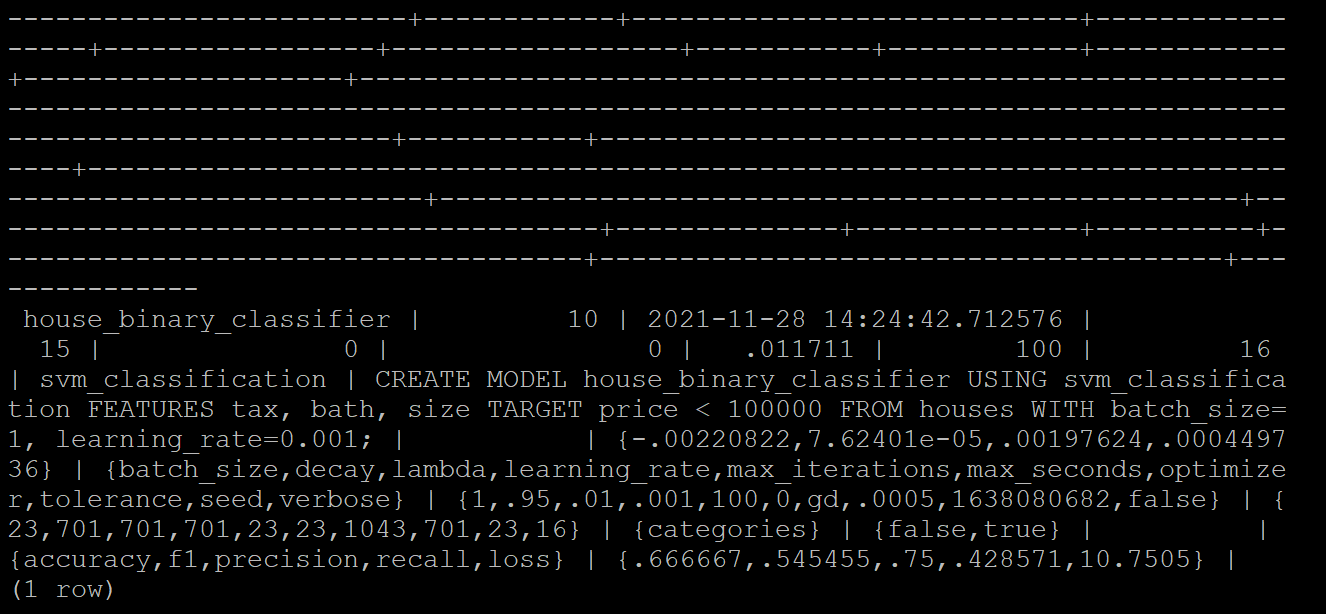 -------------------------+------------+----------------------------+------------
-----+-----------------+------------------+-----------+------------+------------
+--------------------+----------------------------------------------------------
--------------------------------------------------------------------------------
------------------------+-----------+-------------------------------------------
----+---------------------------------------------------------------------------
--------------------------+--------------------------------------------------+--
-------------------------------------+--------------+--------------+----------+-
------------------------------------+---------------------------------------+---
------------
 house_binary_classifier |         10 | 2021-11-28 14:24:42.712576 |
  15 |               0 |                0 |   .011711 |        100 |         16
| svm_classification | CREATE MODEL house_binary_classifier USING svm_classifica
tion FEATURES tax, bath, size TARGET price < 100000 FROM houses WITH batch_size=
1, learning_rate=0.001; |           | {-.00220822,7.62401e-05,.00197624,.0004497
36} | {batch_size,decay,lambda,learning_rate,max_iterations,max_seconds,optimize
r,tolerance,seed,verbose} | {1,.95,.01,.001,100,0,gd,.0005,1638080682,false} | {
23,701,701,701,23,23,1043,701,23,16} | {categories} | {false,true} |          |
{accuracy,f1,precision,recall,loss} | {.666667,.545455,.75,.428571,10.7505} |
(1 row)